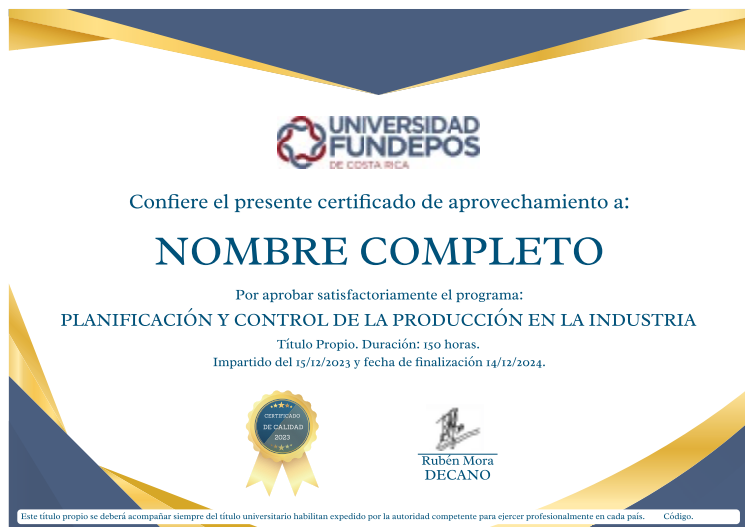 UNIVERSIDAD
FUNDEPOS
DE COSTA RICA
Confiere el presente certificado de aprovechamiento a:
NOMBRE COMPLETO
Por aprobar satisfactoriamente el programa:
PLANIFICACIÓN Y CONTROL DE LA PRODUCCIÓN EN LA INDUSTRIA
Título Propio. Duración: 150 horas.
Impartido del 15/12/2023 y fecha de finalización 14/12/2024.
CERTIFICADO
DE CALIDAD
2023
Rubén Mora
DECANO
Este título propio se deberá acompañar siempre del título universitario habilitan expedido por la autoridad competente para ejercer profesionalmente en cada país. Código.